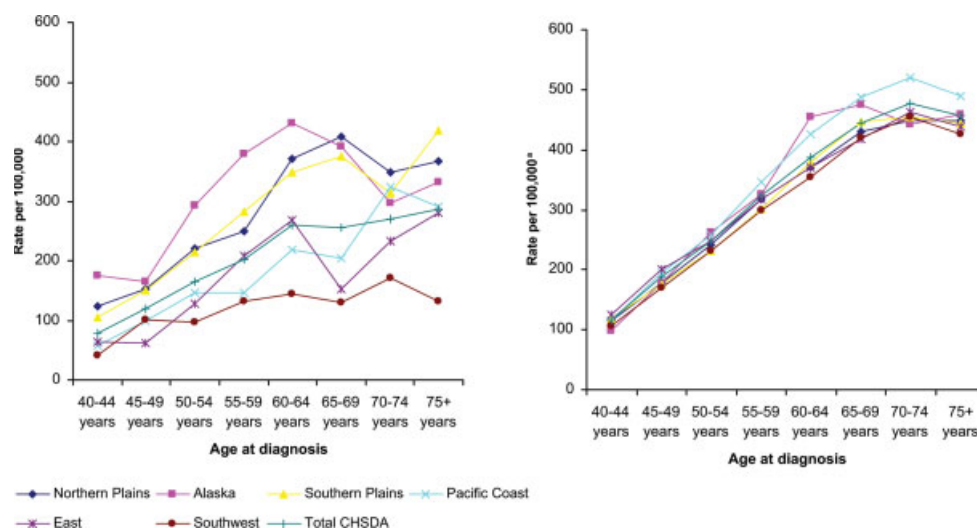 600
500
400
300
200
100
0
Rate per 100,000
40-44 45-49 50-54 55-59 60-64 65-69 70-74 75+
years years years years years years years years
Age at diagnosis
600
500
400
300
200
100
0
Rate per 100,000ª
40-44 45-49 50-54 55-59 60-64 65-69 70-74 75+
years years years years years years years years
Age at diagnosis
Northern Plains Alaska Southern Plains Pacific Coast
East Southwest Total CHSDA